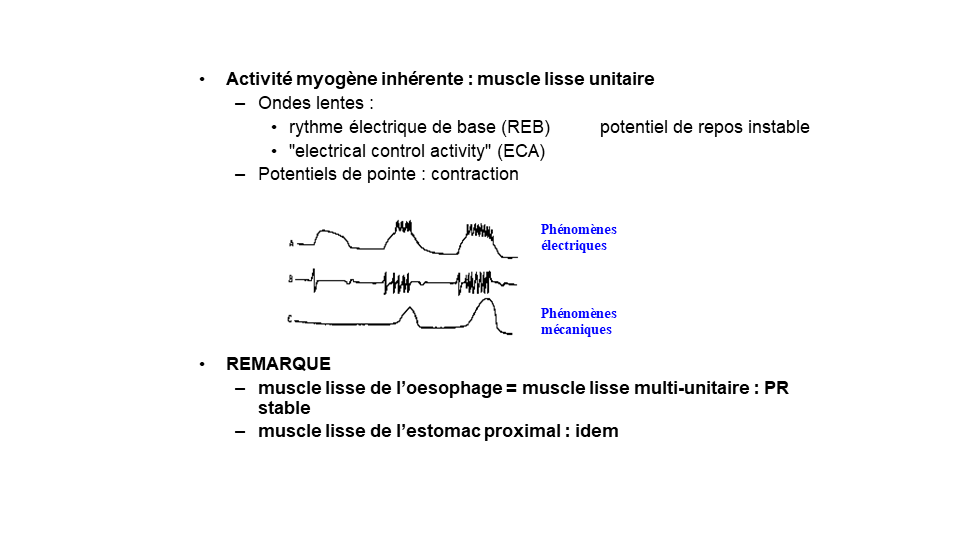 • Activité myogène inhérente : muscle lisse unitaire
– Ondes lentes :
• rythme électrique de base (REB) potentiel de repos instable
• "electrical control activity" (ECA)
– Potentiels de pointe : contraction
A
Phénomènes
électriques
B
C
Phénomènes
mécaniques
• REMARQUE
– muscle lisse de l’oesophage = muscle lisse multi-unitaire : PR
stable
– muscle lisse de l’estomac proximal : idem